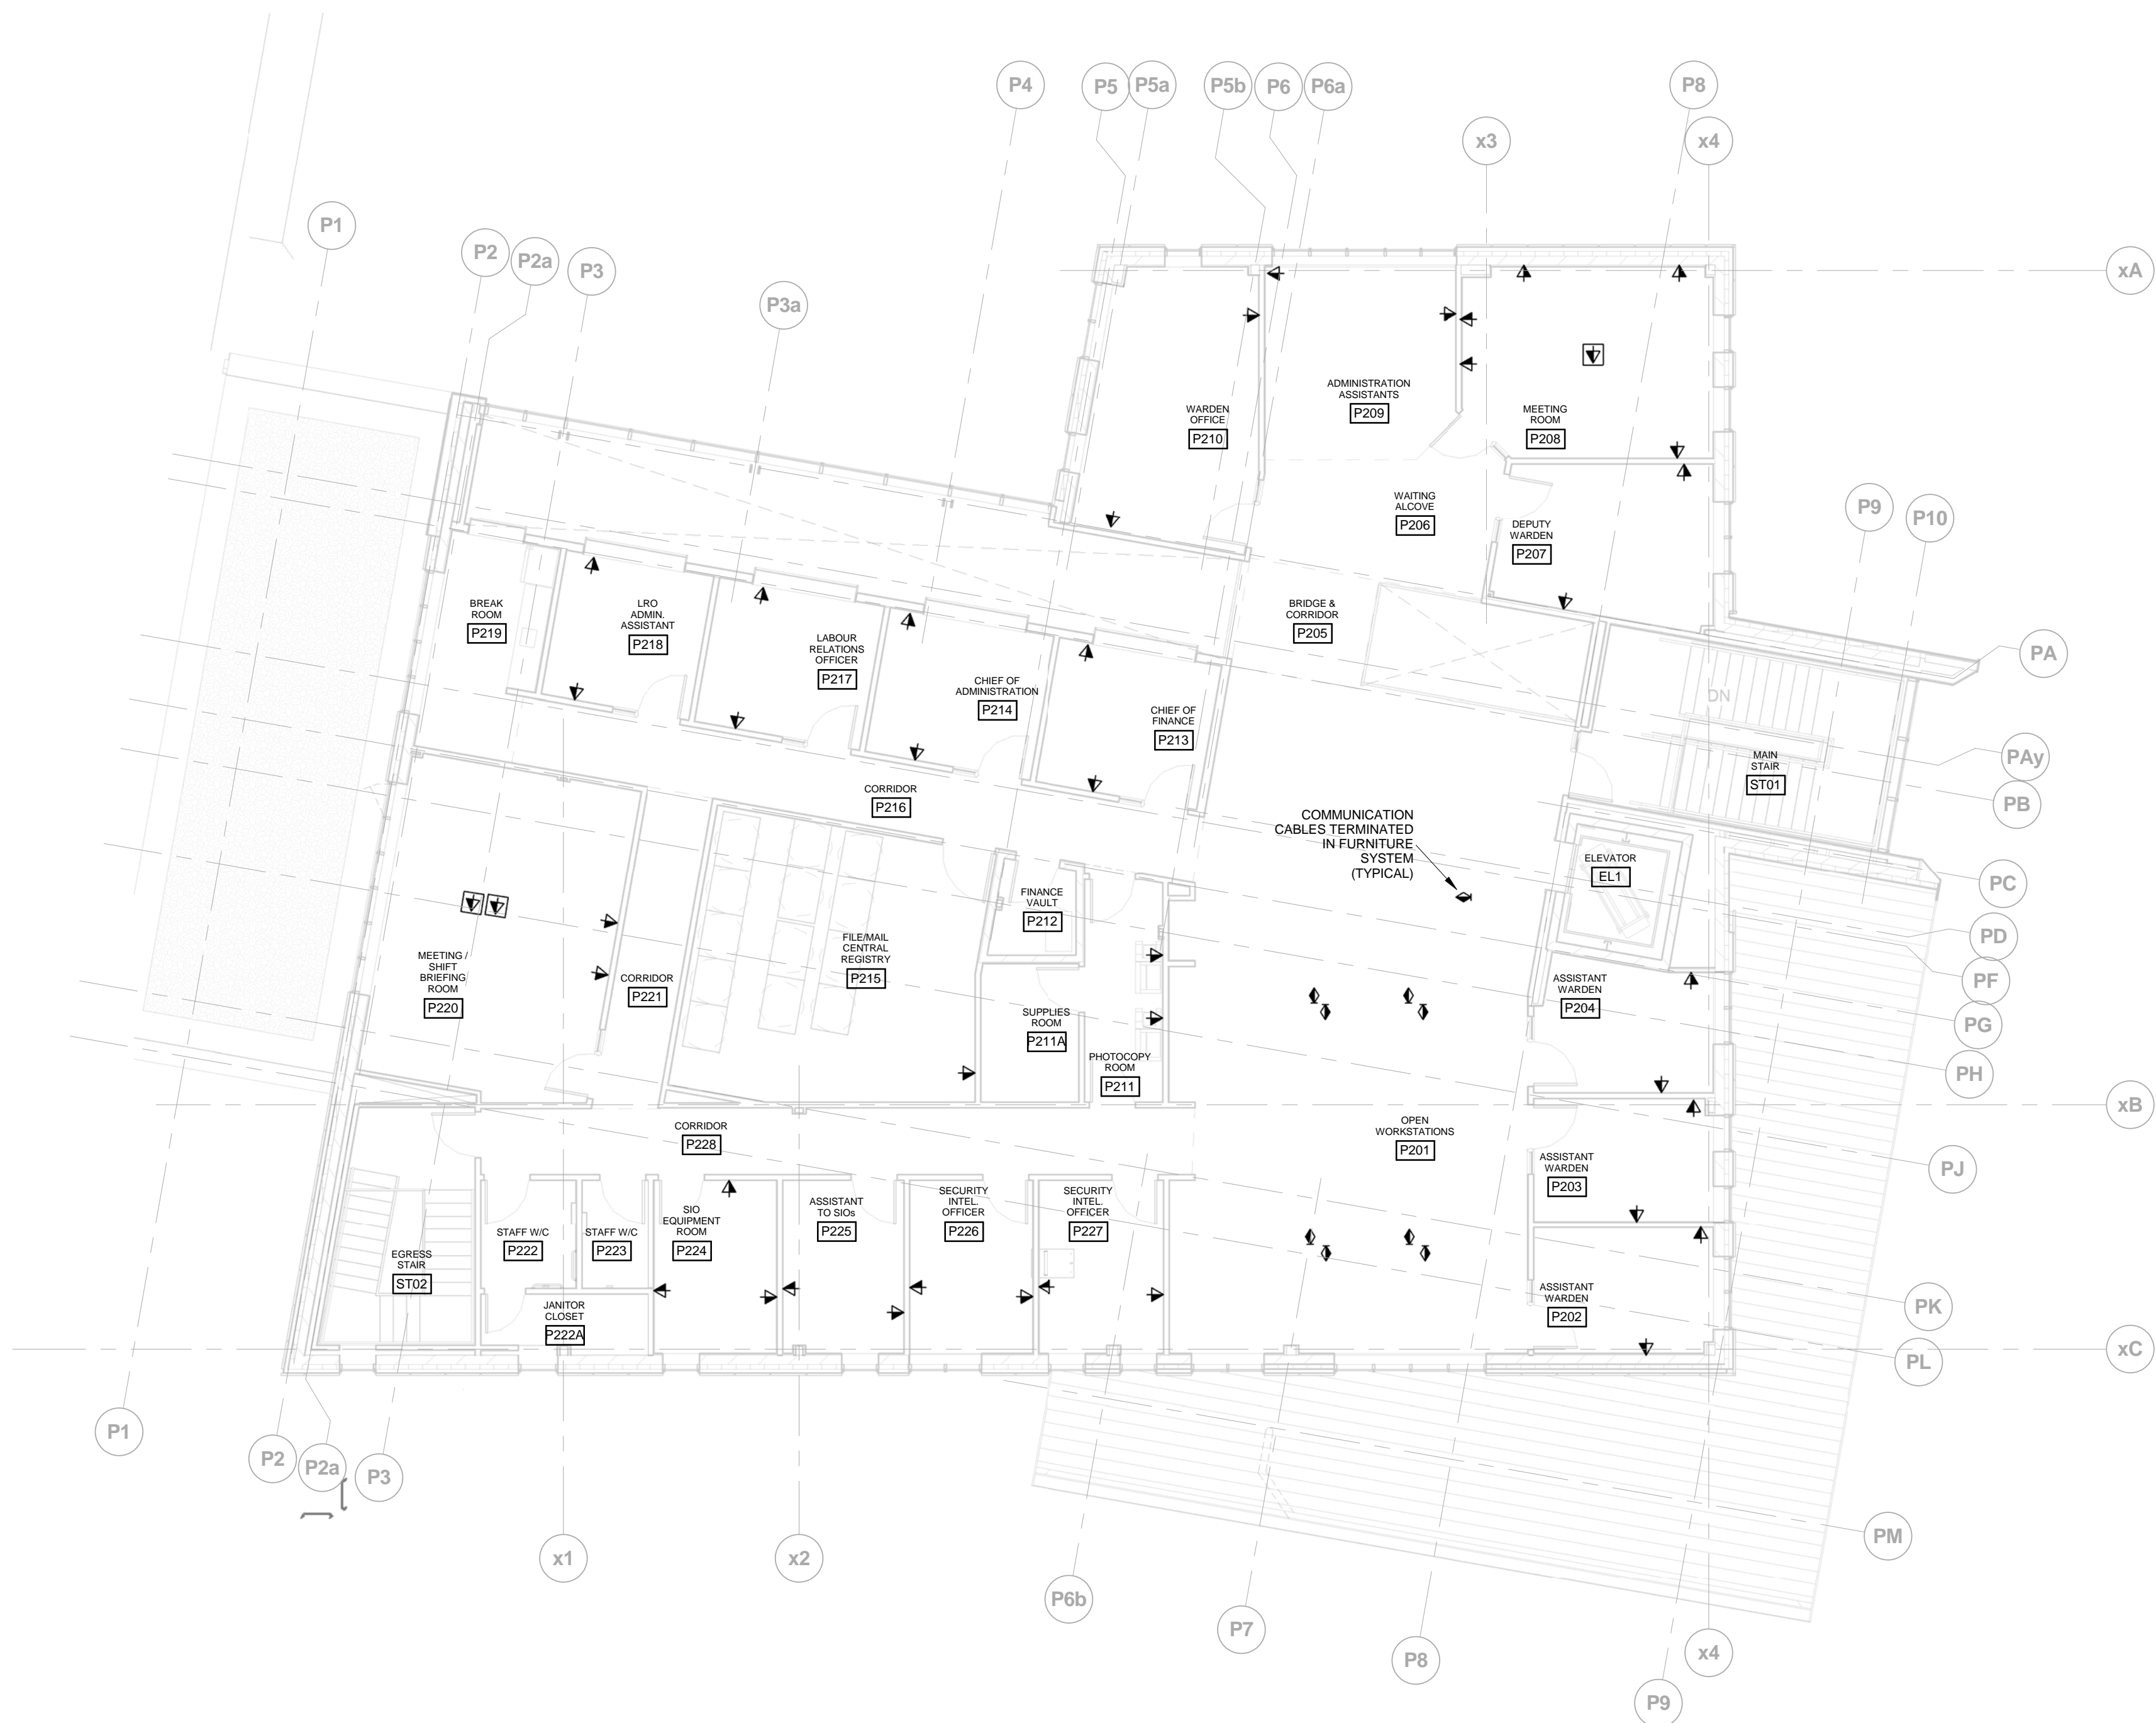 P4
P5
P5a
P5b
P6
P6a
P8
x3
x4
P1
P2
P2a
P3
P3a
xA
WARDEN
OFFICE
P210
ADMINISTRATION
ASSISTANTS
P209
MEETING
ROOM
P208
WAITING
ALCOVE
P206
DEPUTY
WARDEN
P207
P9
P10
BREAK
ROOM
P219
LRO
ADMIN.
ASSISTANT
P218
LABOUR
RELATIONS
OFFICER
P217
CHIEF OF
ADMINISTRATION
P214
CHIEF OF
FINANCE
P213
BRIDGE &
CORRIDOR
P205
PA
DN
MAIN
STAIR
ST01
PAy
PB
CORRIDOR
P216
COMMUNICATION
CABLES TERMINATED
IN FURNITURE
SYSTEM
(TYPICAL)
ELEVATOR
EL1
PC
FINANCE
VAULT
P212
MEETING /
SHIFT
BRIEFING
ROOM
P220
CORRIDOR
P221
FILE/MAIL
CENTRAL
REGISTRY
P215
SUPPLIES
ROOM
P211A
PHOTOCOPY
ROOM
P211
ASSISTANT
WARDEN
P204
PD
PF
PG
PH
xB
CORRIDOR
P228
OPEN
WORKSTATIONS
P201
ASSISTANT
WARDEN
P203
PJ
EGRESS
STAIR
ST02
STAFF W/C
P222
STAFF W/C
P223
SIO
EQUIPMENT
ROOM
P224
ASSISTANT
TO SIOs
P225
SECURITY
INTEL.
OFFICER
P226
SECURITY
INTEL.
OFFICER
P227
JANITOR
CLOSET
P222A
ASSISTANT
WARDEN
P202
PK
xC
PL
P1
P2
P2a
P3
PM
x1
x2
P6b
P7
P8
x4
P9